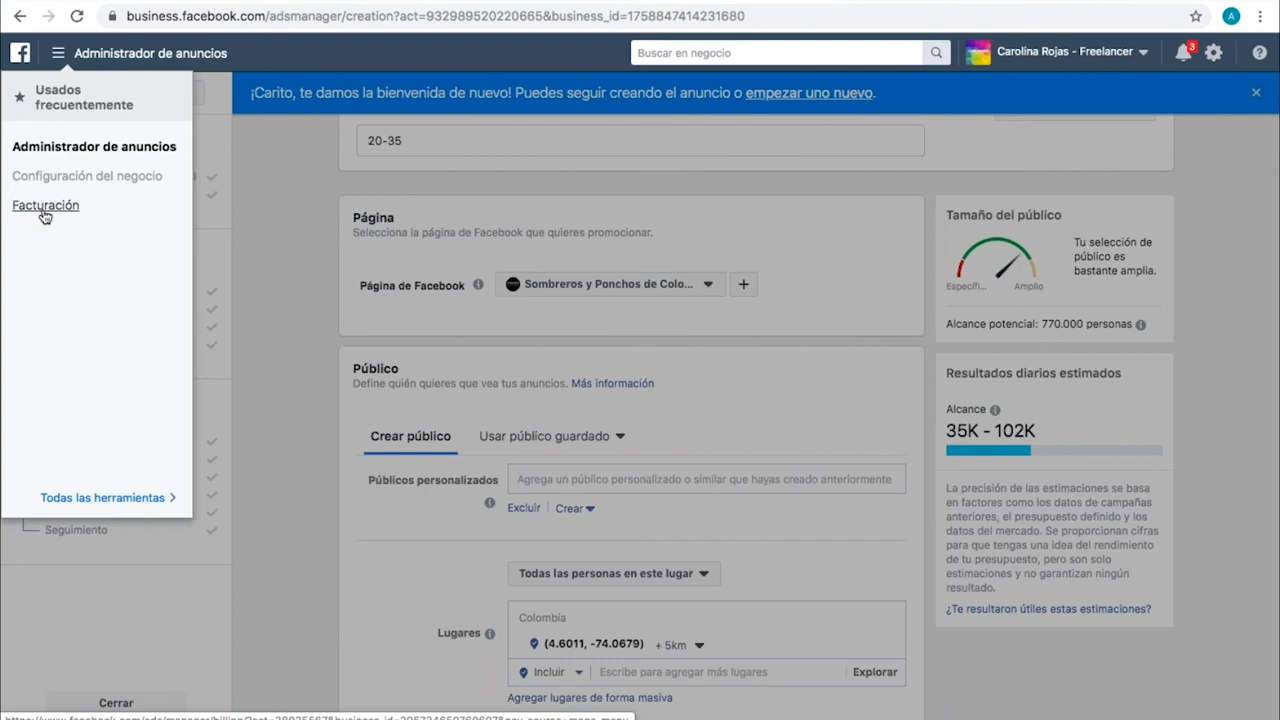 business.facebook.com/adsmanager/creation?act=932989520220665&business_id=1758847414231680
A
Administrador de anuncios
Buscar en negocio
Carolina Rojas - Freelancer
3
Usados
frecuentemente
Administrador de anuncios
Configuración del negocio
Facturación
Todas las herramientas
Seguimiento
Cerrar
¡Carito, te damos la bienvenida de nuevo! Puedes seguir creando el anuncio o empezar uno nuevo.
20-35
Página
Selecciona la página de Facebook que quieres promocionar.
Página de Facebook
Sombreros y Ponchos de Colo...
Público
Define quién quieres que vea tus anuncios. Más información
Crear público
Usar público guardado
Públicos personalizados
Agrega un público personalizado o similar que hayas creado anteriormente
Excluir
Crear
Todas las personas en este lugar
Lugares
Colombia
(4.6011, -74.0679) + 5km
Incluir
Escribe para agregar más lugares
Explorar
Agregar lugares de forma masiva
Tamaño del público
Tu selección de
público es
bastante amplia.
Específi...
Amplio
Alcance potencial: 770.000 personas
Resultados diarios estimados
Alcance
35K - 102K
La precisión de las estimaciones se basa
en factores como los datos de campañas
anteriores, el presupuesto definido y los
datos del mercado. Se proporcionan cifras
para que tengas una idea del rendimiento
de tu presupuesto, pero son solo
estimaciones y no garantizan ningún
resultado.
¿Te resultaron útiles estas estimaciones?